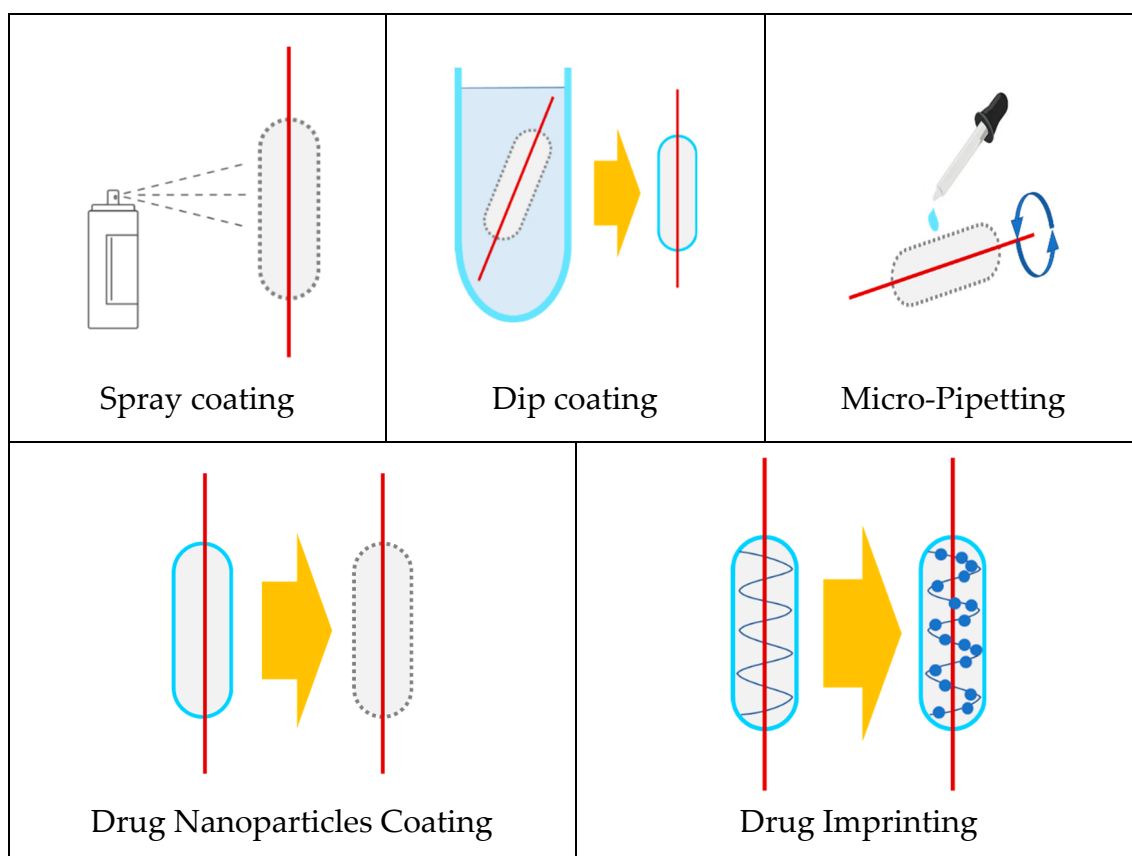 Spray coating
Dip coating
Micro-Pipetting
Drug Nanoparticles Coating
Drug Imprinting